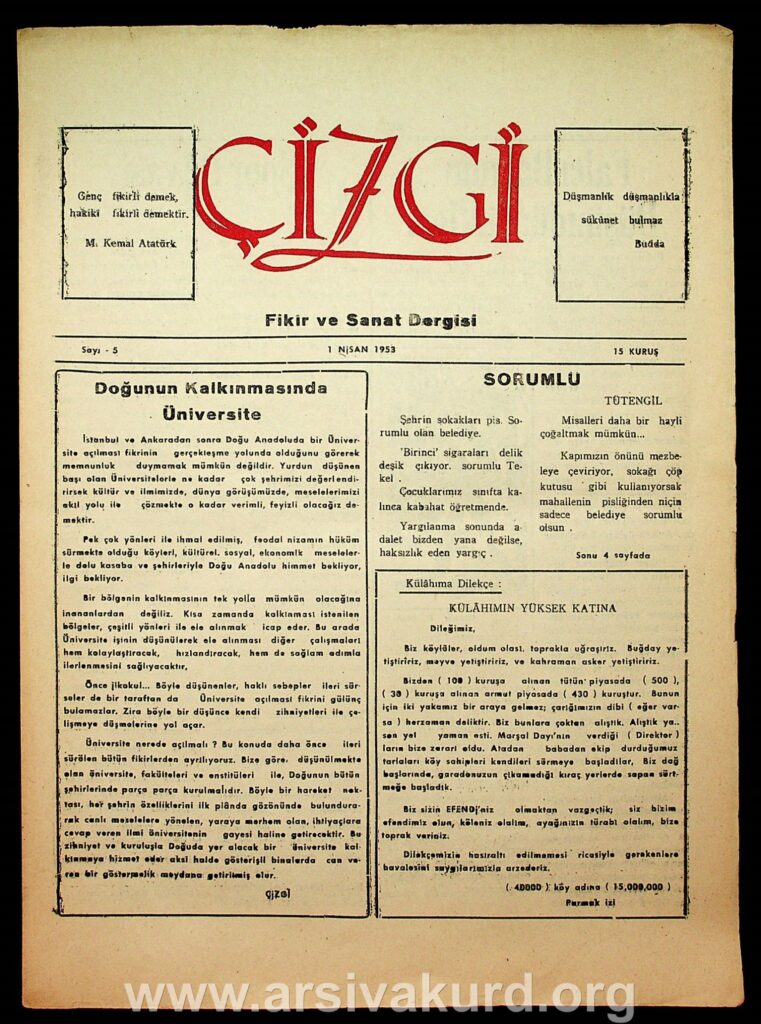 Genç fikirli demek,
hakiki fikirli demektir.
M. Kemal Atatürk
ÇİZGİ
Düşmanlık düşmanlıkla
sükûnet bulmaz
Budda
Fikir ve Sanat Dergisi
Sayı - 5
1 NİSAN 1953
15 KURUŞ
Doğunun Kalkınmasında
Üniversite
İstanbul ve Ankaradan sonra Doğu Anadoluda bir Üniver-
site açılması fikrinin gerçekleşme yolunda olduğunu görerek
memnunluk duymamak mümkün değildir. Yurdun düşünen
başı olan Üniversitelerle ne kadar çok şehrimizi değerlendi-
rirsek kültür ve ilmimizde, dünya görüşümüzde, meselelerimizi
akıl yolu ile çözmekte o kadar verimli, feyizli olacağız de-
mektir.
Pek çok yönleri ile ihmal edilmiş, feodal nizamın hüküm
sürmekte olduğu köyleri, kültürel, sosyal, ekonomik meseleler-
le dolu kasaba ve şehirleriyle Doğu Anadolu himmet bekliyor,
ilgi bekliyor.
Bir bölgenin kalkınmasının tek yolla mümkün olacağına
inananlardan değiliz. Kısa zamanda kalkınması istenilen
bölgeler, çeşitli yönleri ile ele alınmak icap eder. Bu arada
Üniversite işinin düşünülerek ele alınması diğer çalışmaları
hem kolaylaştıracak, hızlandıracak, hem de sağlam adımla
ilerlenmesini sağlıyacaktır,
Önce ilkokul... Böyle düşünenler, haklı sebepler ileri sür-
seler de bir taraftan da Üniversite açılması fikrini gülünç
bulamazlar. Zira böyle bir düşünce kendi zihniyetleri ile çe-
lişmeye düşmelerine yol açar.
Üniversite nerede açılmalı ? Bu konuda daha önce ileri
sürülen bütün fikirlerden ayrılıyoruz. Bize göre, düşünülmekte
olan üniversite, fakülteleri ve enstitüleri ile, Doğunun bütün
şehirlerinde parça parça kurulmalıdır. Böyle bir hareket nok-
tası, her şehrin özelliklerini ilk plânda gözönünde bulundura-
rak canlı meselelere yönelen, yaraya merhem olan, ihtiyaçlara
cevap veren ilmi üniversitenin gayesi haline getirecektir. Bu
zihniyet ve kuruluşla Doğuda yer alacak bir üniversite kal-
kınmaya hizmet eder aksi halde gösterişli binalarda can ve-
ren bir göstermelik meydana getirilmiş olur.
ÇİZGİ
SORUMLU
TÜTENGİL
Şehrin sokakları pis. So-
rumlu olan belediye.
'Birinci' sigaraları delik
deşik çıkıyor. sorumlu Te-
kel .
Çocuklarımız sınıfta ka-
lınca kabahat öğretmende.
Yargılanma sonunda a-
dalet bizden yana değilse,
haksızlık eden yargıç .
Misalleri daha bir hayli
çoğaltmak mümkün...
Kapımızın önünü mezbe-
leye çeviriyor, sokağı çöp
kutusu gibi kullanıyorsak
mahallenin pisliğinden niçin
sadece belediye sorumlu
olsun .
Sonu 4 sayfada
Külâhıma Dilekçe :
KÜLÂHIMIN YÜKSEK KATINA
Dileğimiz,
Biz köylüler, oldum olası, toprakla uğraşırız. Buğday ye-
tiştiririz, meyve yetiştiririz, ve kahraman asker yetiştiririz.
Bizden ( 100 ) kuruşa alınan tütün piyasada ( 500 ),
( 30 ) kuruşa alınan armut piyasada ( 430 ) kuruştur. Bunun
için iki yakamız bir araya gelmez; çarığımızın dibi ( eğer var-
sa ) herzaman deliktir. Biz bunlara çoktan alıştık. Alıştık ya..
son yel yaman esti. Marşal Dayı'nın verdiği ( Direktor )
ların bize zararı oldu. Atadan babadan ekip durduğumuz
tarlaları köy sahipleri kendileri sürmeye başladılar, Biz dağ
başlarında, garadonuzun çıkamadığı kıraç yerlerde sapan sürt-
meğe başladık.
Biz sizin EFENDİ'niz olmaktan vazgeçtik; siz bizim
efendimiz olun, köleniz olalım, ayağınızın türabı olalım, bize
toprak veriniz.
Dilekçemizin hasıraltı edilmemesi ricasiyle gerekenlere
havalesini saygılarımızla arzederiz.
( 40000 ) köy adına ( 15,000,000 )
Parmak izi
www.arsivakurd.org